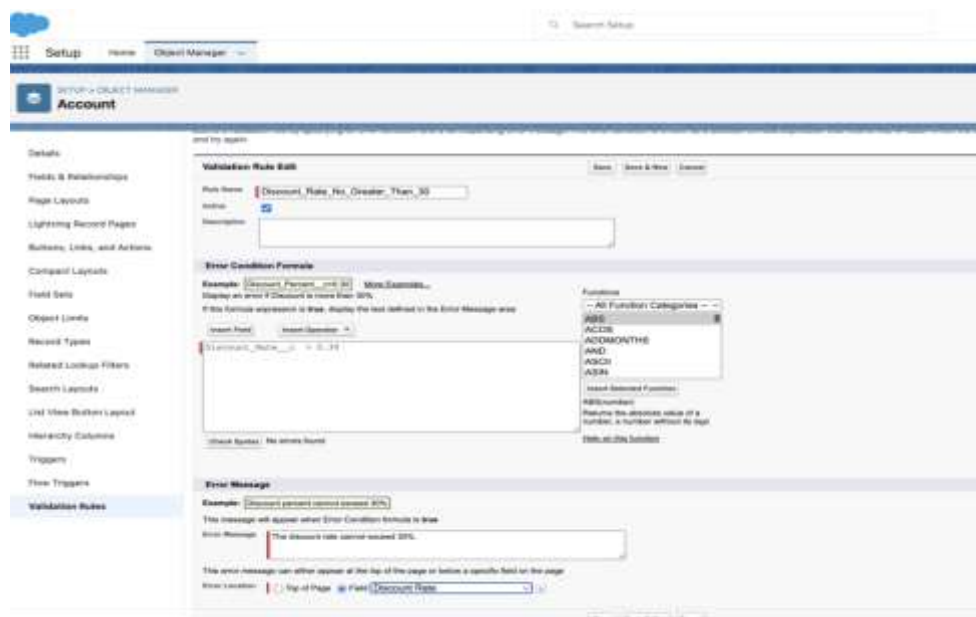 Search Setup
Setup Home Object Manager
SETUP > OBJECT MANAGER
Account
and try again
Details
Fields & Relationships
Page Layouts
Lightning Record Pages
Buttons, Links, and Actions
Compact Layouts
Field Sets
Object Limits
Record Types
Related Lookup Filters
Search Layouts
List View Button Layout
Hierarchy Columns
Triggers
Flow Triggers
Validation Rules
Validation Rule Edit
Save Save & New Cancel
Rule Name Discount_Rate_No_Greater_Than_30
Active
Description
Error Condition Formula
Example: More Examples...
Display an error if Discount is more than 30%
If this formula expression is true, display the text defined in the Error Message area
Insert Field Insert Operator
Discount_Rate__c >
Check Syntax No errors found
Functions
-- All Function Categories --
ABS
ACOS
ADDMONTHS
AND
ASCII
ASIN
Insert Selected Function
ABS(number)
Returns the absolute value of a
number, a number without its sign
Help on this function
Error Message
Example: Discount percent cannot exceed 30%
This message will appear when Error Condition formula is true
Error Message The discount rate cannot exceed 30%.
This error message can either appear at the top of the page or below a specific field on the page
Error Location Top of Page Field Discount Rate